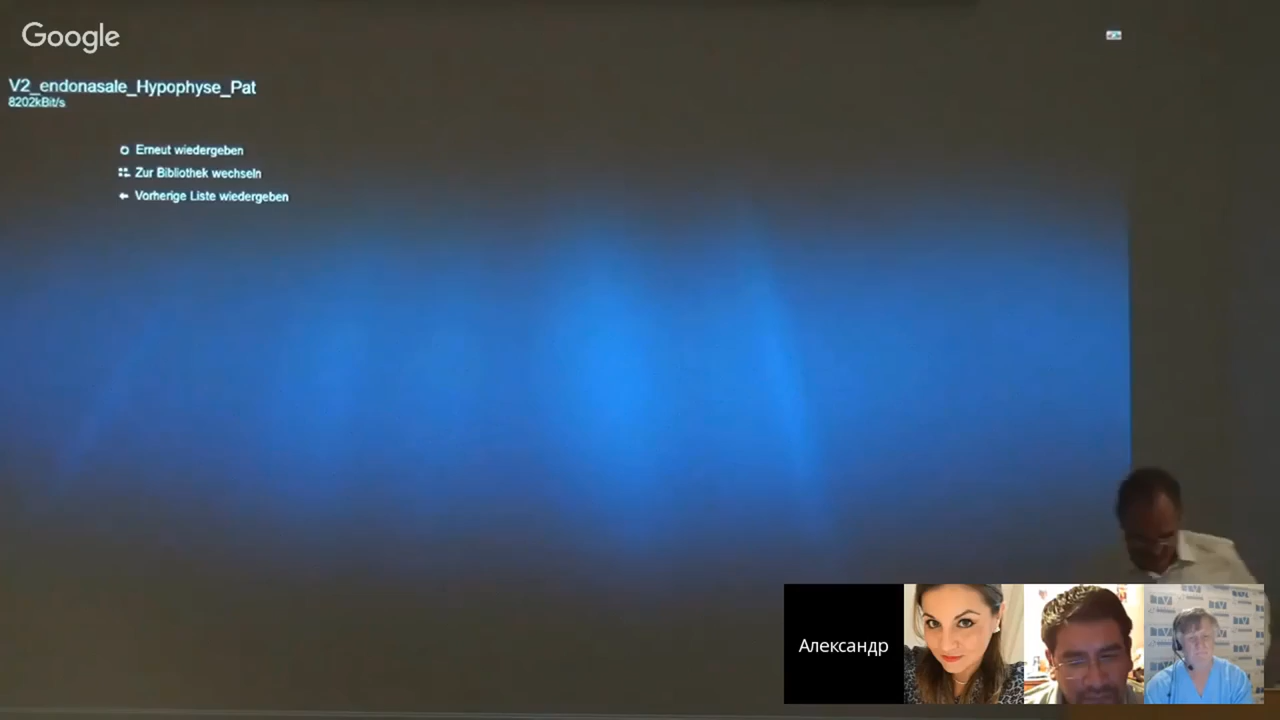 Google
V2_endonasale_Hypophyse_Pat
8202kBit/s
Erneut wiedergeben
Zur Bibliothek wechseln
Vorherige Liste wiedergeben
Александр